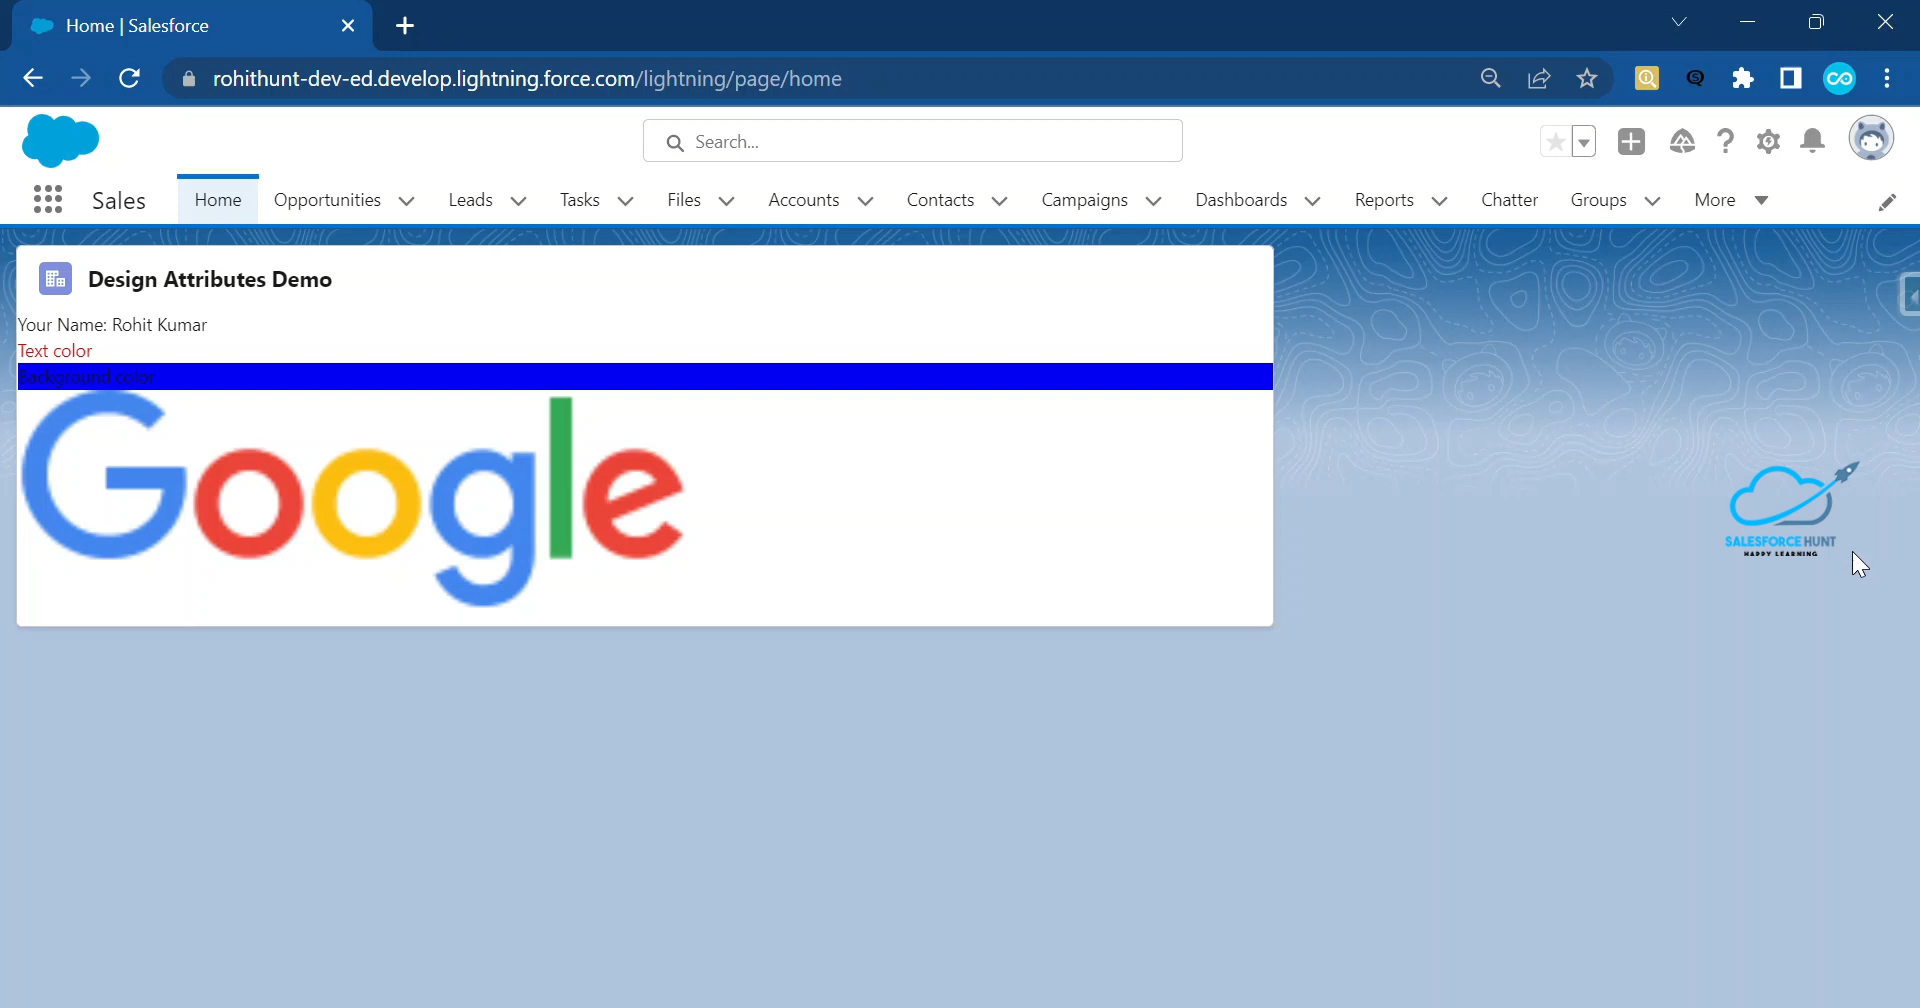 Home | Salesforce
rohithunt-dev-ed.develop.lightning.force.com/lightning/page/home
Search...
Sales Home Opportunities Leads Tasks Files Accounts Contacts Campaigns Dashboards Reports Chatter Groups More
Design Attributes Demo
Your Name: Rohit Kumar
Text color
Background color
Google
SALESFORCE HUNT
HAPPY LEARNING